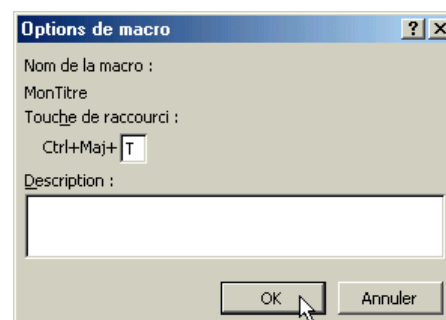 Options de macro
Nom de la macro :
MonTitre
Touche de raccourci :
Ctrl+Maj+ T
Description :
OK Annuler